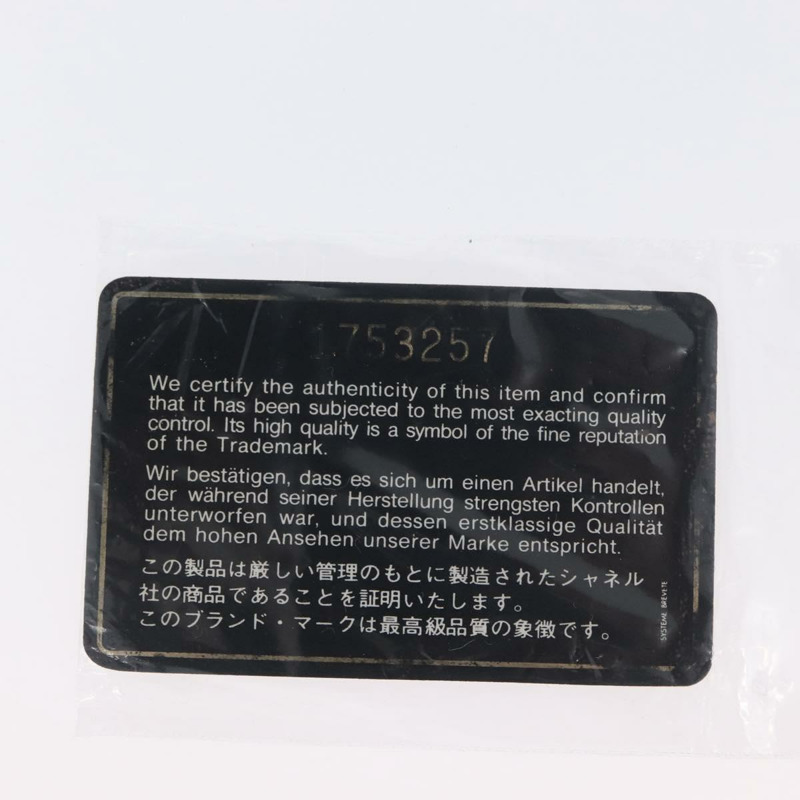 1753257
We certify the authenticity of this item and confirm
that it has been subjected to the most exacting quality
control. Its high quality is a symbol of the fine reputation
of the Trademark.
Wir bestätigen, dass es sich um einen Artikel handelt,
der während seiner Herstellung strengsten Kontrollen
unterworfen war, und dessen erstklassige Qualität
dem hohen Ansehen unserer Marke entspricht.
この製品は厳しい管理のもとに製造されたシャネル
社の商品であることを証明いたします。
このブランド・マークは最高級品質の象徴です。
SYSTEME BREVETE